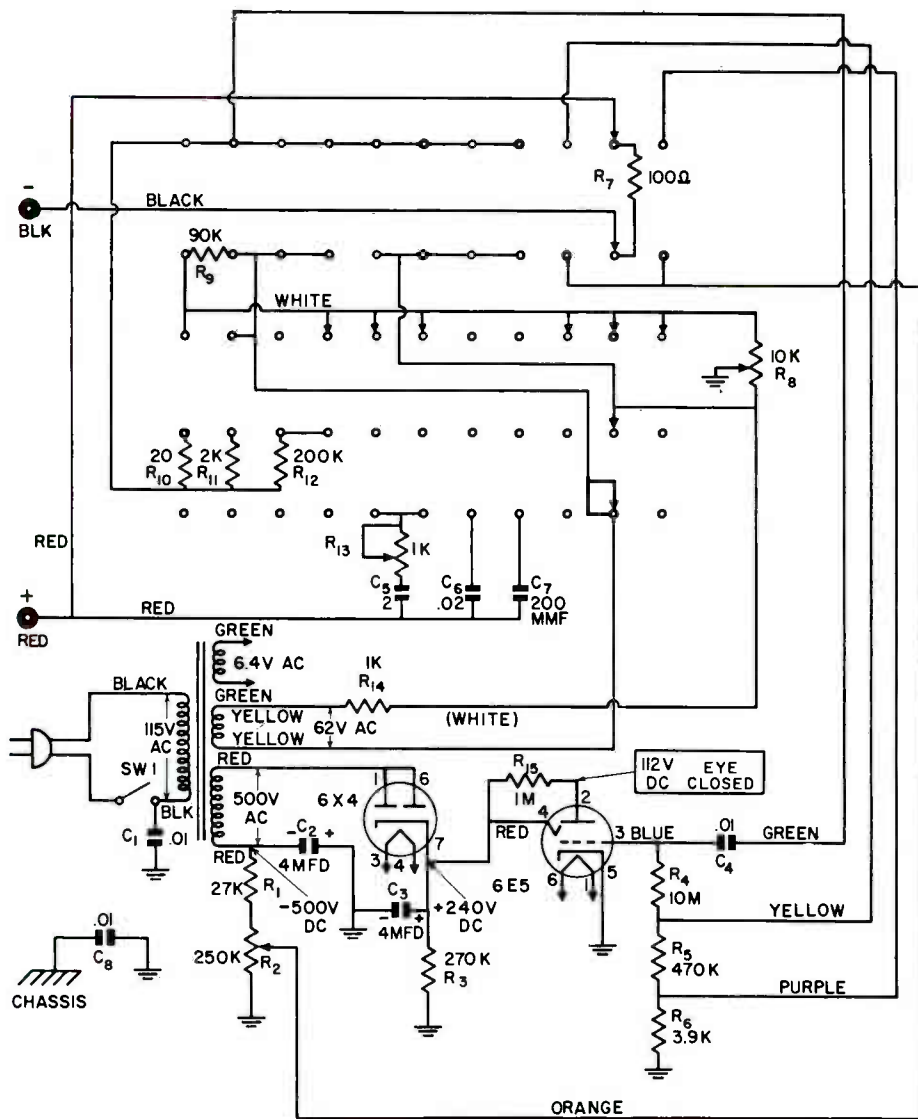 R7 100Ω
-
BLACK
BLK
90K
R9
WHITE
10K
R8
20
R10
2K
R11
200K
R12
RED
R13 1K
C5
2
C6
.02
C7
200
MMF
+
RED
RED
GREEN
6.4V AC
GREEN
1K
R14
BLACK
YELLOW
62V AC
(WHITE)
YELLOW
115V
AC
SW1
BLK
RED
500V
AC
1 6
6X4
3 4 7
R15
1M
112V EYE
DC CLOSED
2
4
RED
3 BLUE
.01
C4
GREEN
6 1 5
6E5
C1 .01
- C2 +
4MFD
RED
27K R1
-500V
DC
C3
- +
4MFD
+240V
DC
R4
10M
YELLOW
.01
C8
250K R2
270K
R3
R5
470K
PURPLE
CHASSIS
R6
3.9K
ORANGE